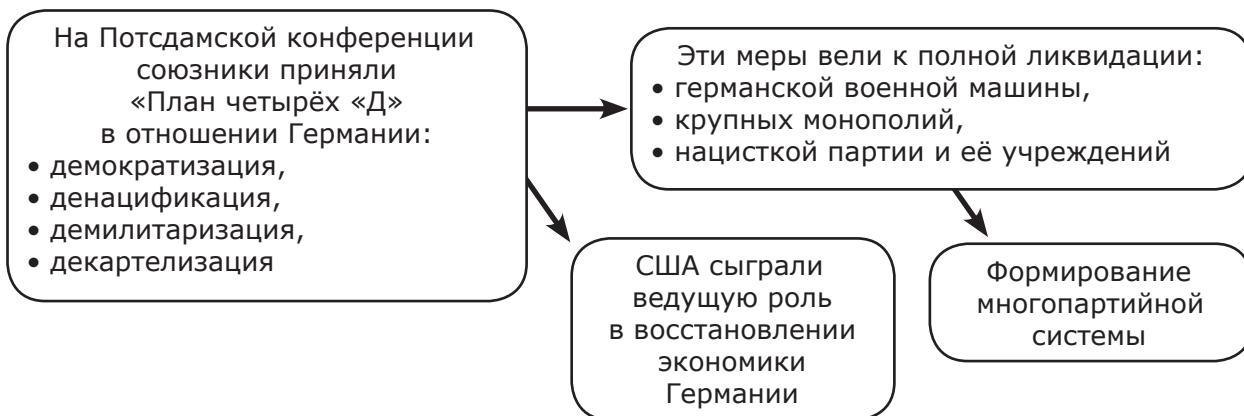 На Потсдамской конференции
союзники приняли
«План четырёх «Д»
в отношении Германии:
• демократизация,
• денацификация,
• демилитаризация,
• декартелизация
Эти меры вели к полной ликвидации:
• германской военной машины,
• крупных монополий,
• нацисткой партии и её учреждений
США сыграли
ведущую роль
в восстановлении
экономики
Германии
Формирование
многопартийной
системы